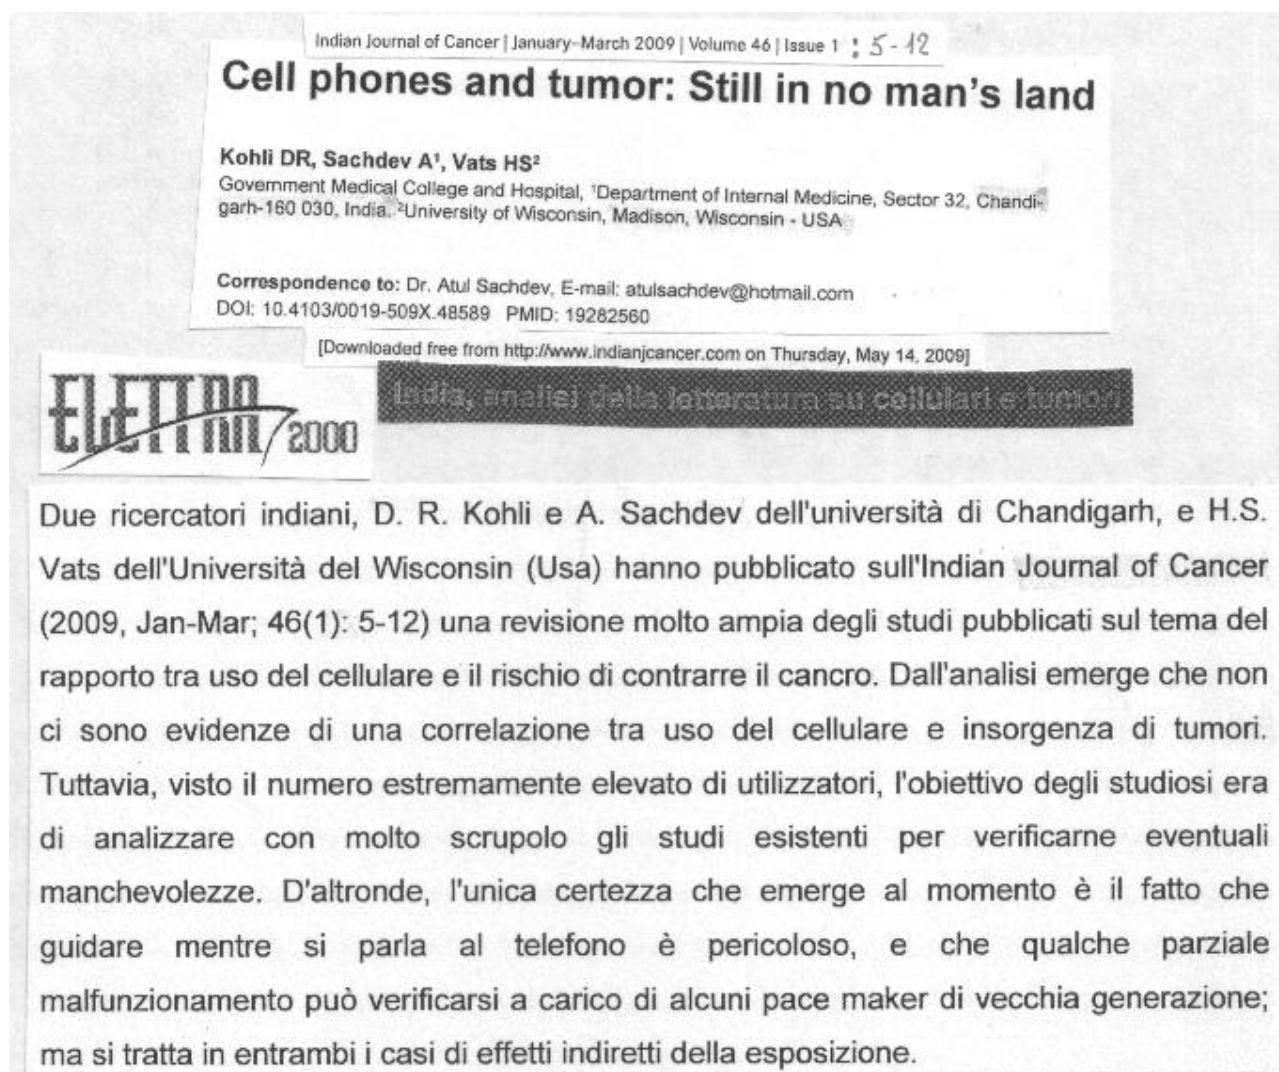 Indian Journal of Cancer | January–March 2009 | Volume 46 | Issue 1 : 5-12
Cell phones and tumor: Still in no man's land
Kohli DR, Sachdev A¹, Vats HS²
Government Medical College and Hospital, ¹Department of Internal Medicine, Sector 32, Chandi-
garh-160 030, India. ²University of Wisconsin, Madison, Wisconsin - USA
Correspondence to: Dr. Atul Sachdev, E-mail: atulsachdev@hotmail.com
DOI: 10.4103/0019-509X.48589 PMID: 19282560
[Downloaded free from http://www.indianjcancer.com on Thursday, May 14, 2009]
ELETTRA 2000
India, analisi della letteratura su cellulari e tumori
Due ricercatori indiani, D. R. Kohli e A. Sachdev dell'università di Chandigarh, e H.S.
Vats dell'Università del Wisconsin (Usa) hanno pubblicato sull'Indian Journal of Cancer
(2009, Jan-Mar; 46(1): 5-12) una revisione molto ampia degli studi pubblicati sul tema del
rapporto tra uso del cellulare e il rischio di contrarre il cancro. Dall'analisi emerge che non
ci sono evidenze di una correlazione tra uso del cellulare e insorgenza di tumori.
Tuttavia, visto il numero estremamente elevato di utilizzatori, l'obiettivo degli studiosi era
di analizzare con molto scrupolo gli studi esistenti per verificarne eventuali
manchevolezze. D'altronde, l'unica certezza che emerge al momento è il fatto che
guidare mentre si parla al telefono è pericoloso, e che qualche parziale
malfunzionamento può verificarsi a carico di alcuni pace maker di vecchia generazione;
ma si tratta in entrambi i casi di effetti indiretti della esposizione.